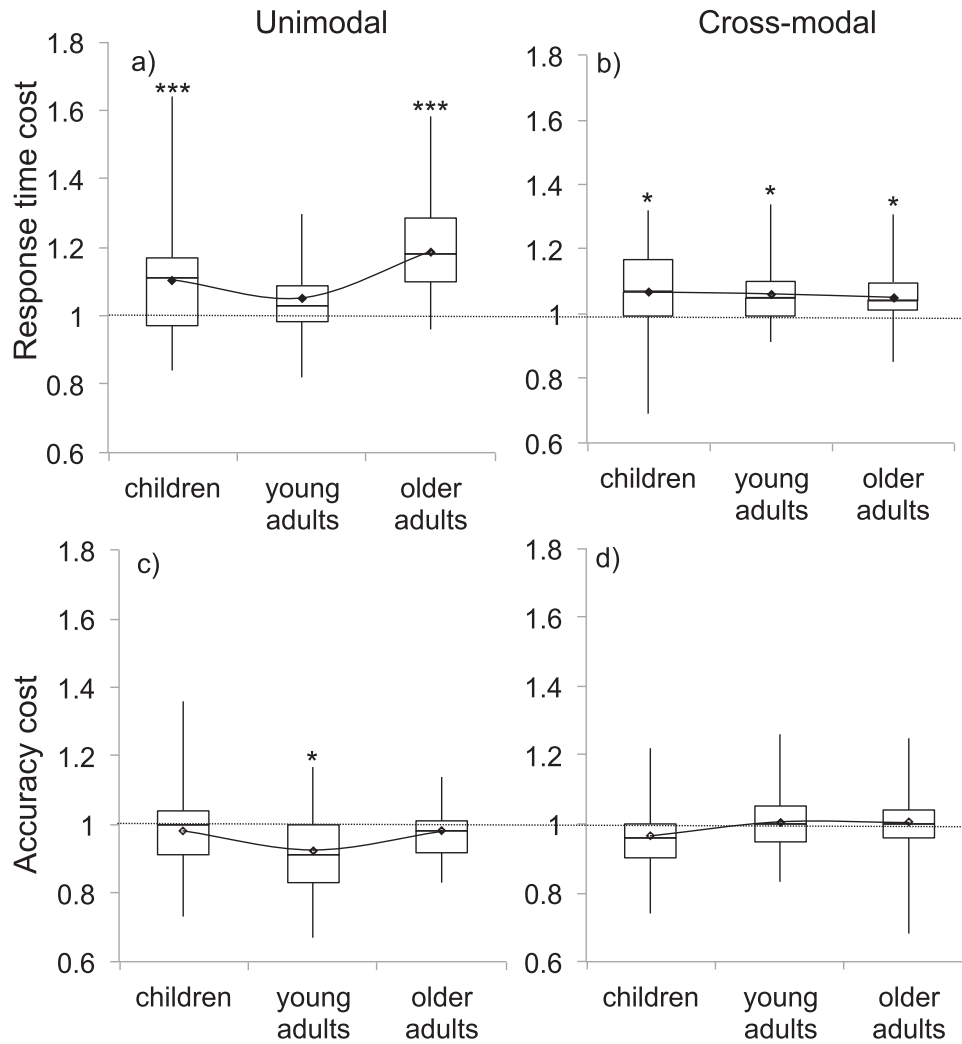 Unimodal
Cross-modal
Response time cost
a)
1.8
1.6
1.4
1.2
1
0.8
0.6
***
***
children
young
adults
older
adults
b)
1.8
1.6
1.4
1.2
1
0.8
0.6
*
*
*
children
young
adults
older
adults
Accuracy cost
c)
1.8
1.6
1.4
1.2
1
0.8
0.6
*
children
young
adults
older
adults
d)
1.8
1.6
1.4
1.2
1
0.8
0.6
children
young
adults
older
adults